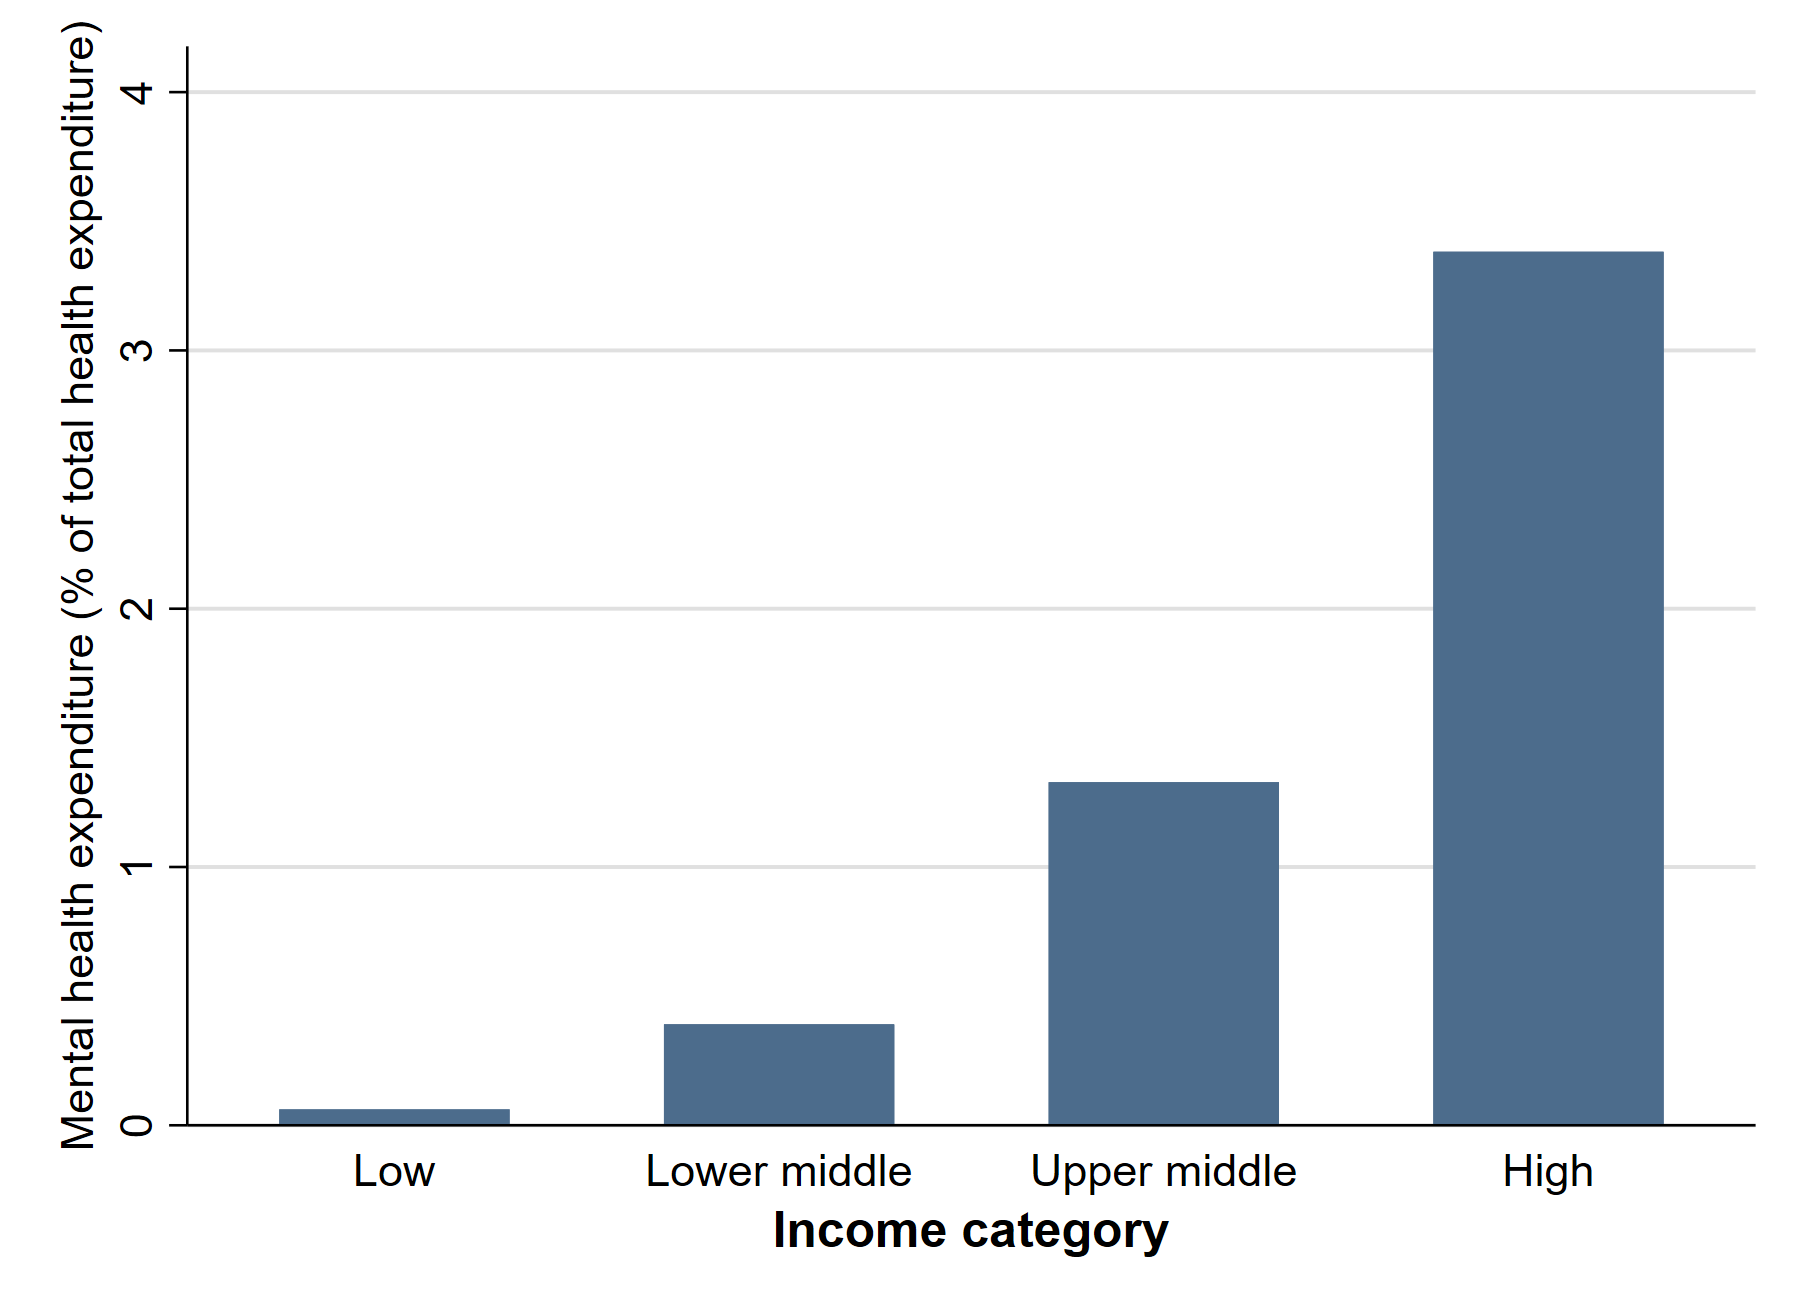 Mental health expenditure (% of total health expenditure)
4
3
2
1
0
Low Lower middle Upper middle High
Income category